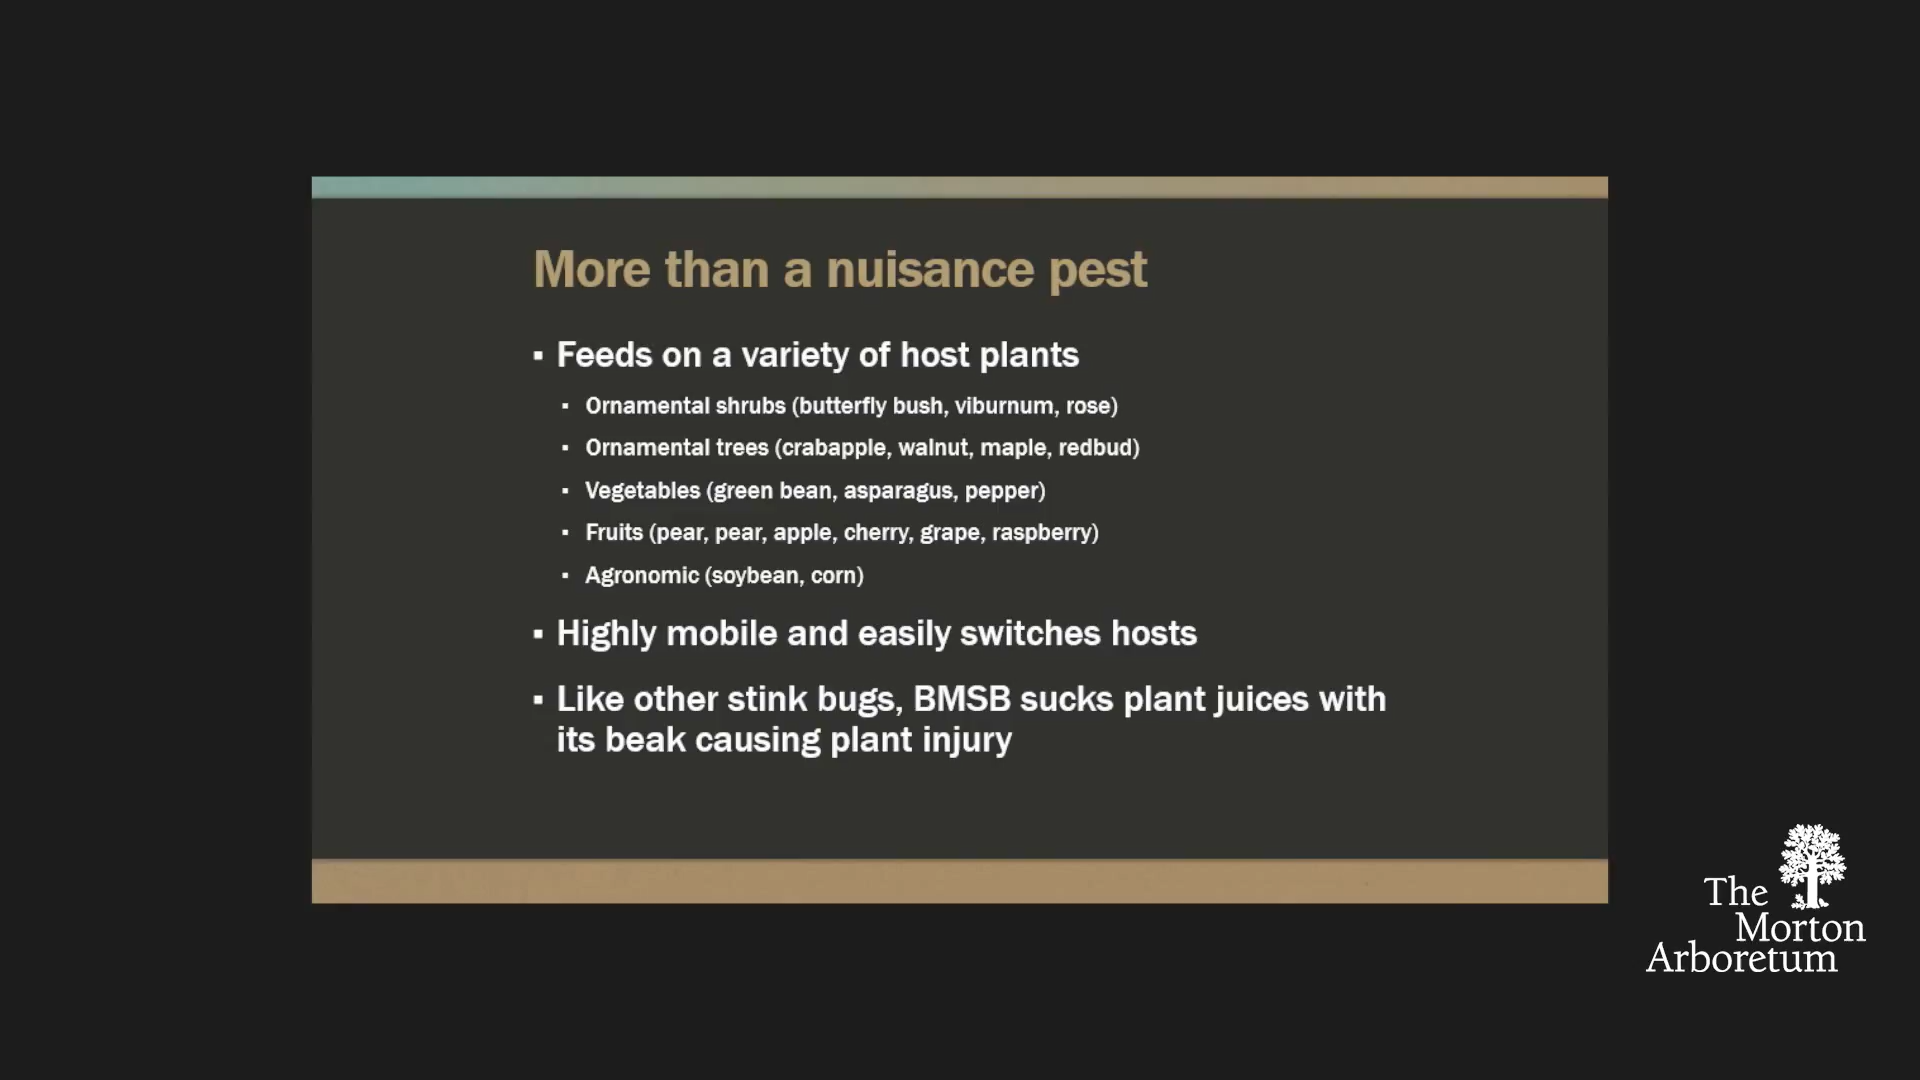 More than a nuisance pest
▪ Feeds on a variety of host plants
▪ Ornamental shrubs (butterfly bush, viburnum, rose)
▪ Ornamental trees (crabapple, walnut, maple, redbud)
▪ Vegetables (green bean, asparagus, pepper)
▪ Fruits (pear, pear, apple, cherry, grape, raspberry)
▪ Agronomic (soybean, corn)
▪ Highly mobile and easily switches hosts
▪ Like other stink bugs, BMSB sucks plant juices with
its beak causing plant injury
The
Morton
Arboretum